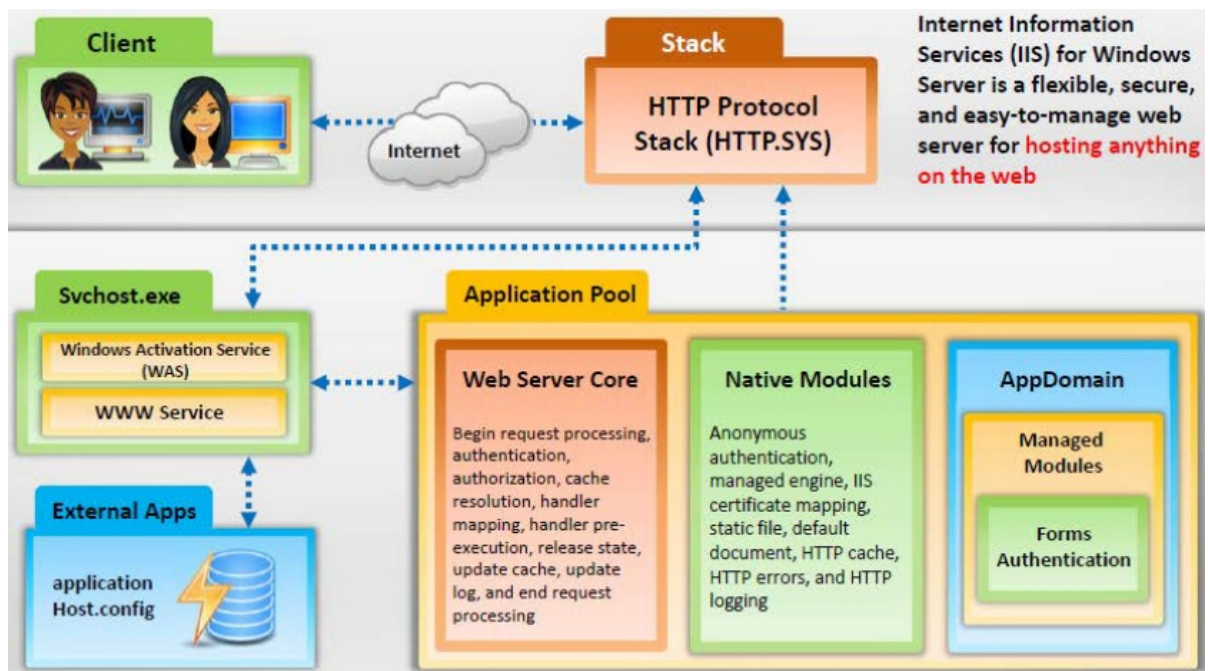 Client
Internet
Stack
HTTP Protocol
Stack (HTTP.SYS)
Internet Information
Services (IIS) for Windows
Server is a flexible, secure,
and easy-to-manage web
server for hosting anything
on the web
Svchost.exe
Windows Activation Service
(WAS)
WWW Service
External Apps
application
Host.config
Application Pool
Web Server Core
Begin request processing,
authentication,
authorization, cache
resolution, handler
mapping, handler pre-
execution, release state,
update cache, update
log, and end request
processing
Native Modules
Anonymous
authentication,
managed engine, IIS
certificate mapping,
static file, default
document, HTTP cache,
HTTP errors, and HTTP
logging
AppDomain
Managed
Modules
Forms
Authentication